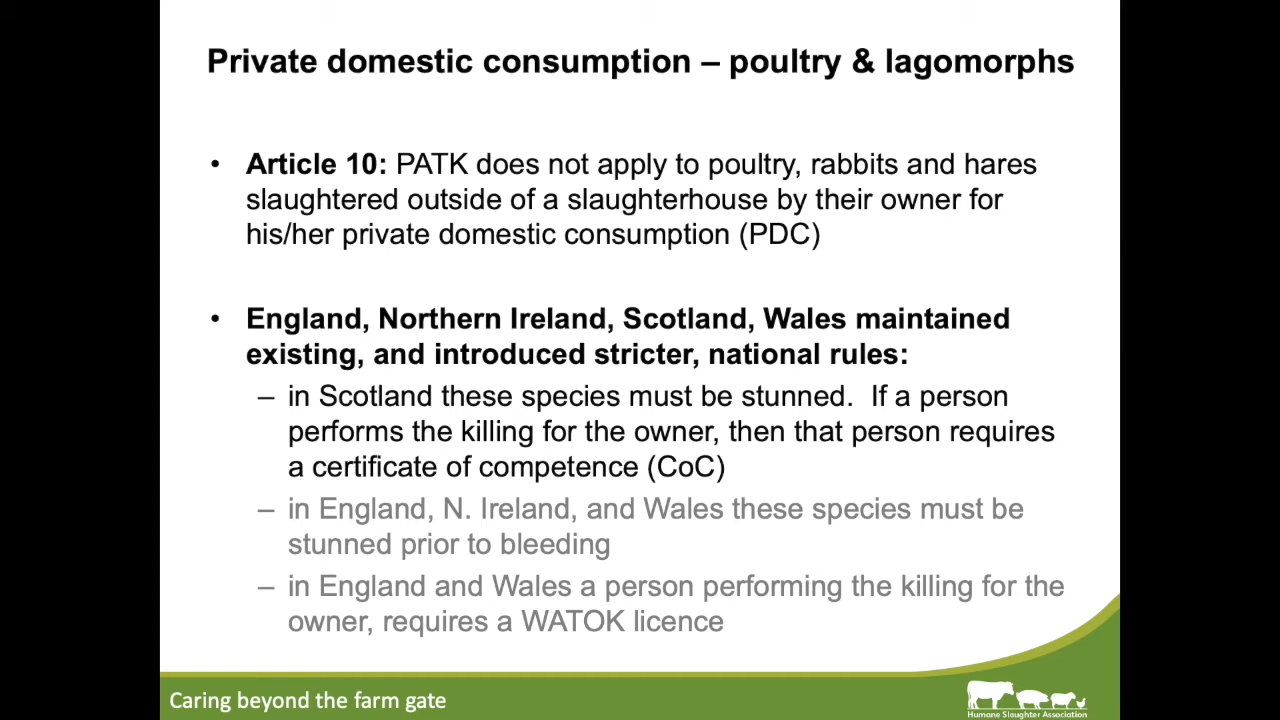 Private domestic consumption – poultry & lagomorphs
• Article 10: PATK does not apply to poultry, rabbits and hares
slaughtered outside of a slaughterhouse by their owner for
his/her private domestic consumption (PDC)
• England, Northern Ireland, Scotland, Wales maintained
existing, and introduced stricter, national rules:
– in Scotland these species must be stunned.  If a person
performs the killing for the owner, then that person requires
a certificate of competence (CoC)
– in England, N. Ireland, and Wales these species must be
stunned prior to bleeding
– in England and Wales a person performing the killing for the
owner, requires a WATOK licence
Caring beyond the farm gate
Humane Slaughter Association